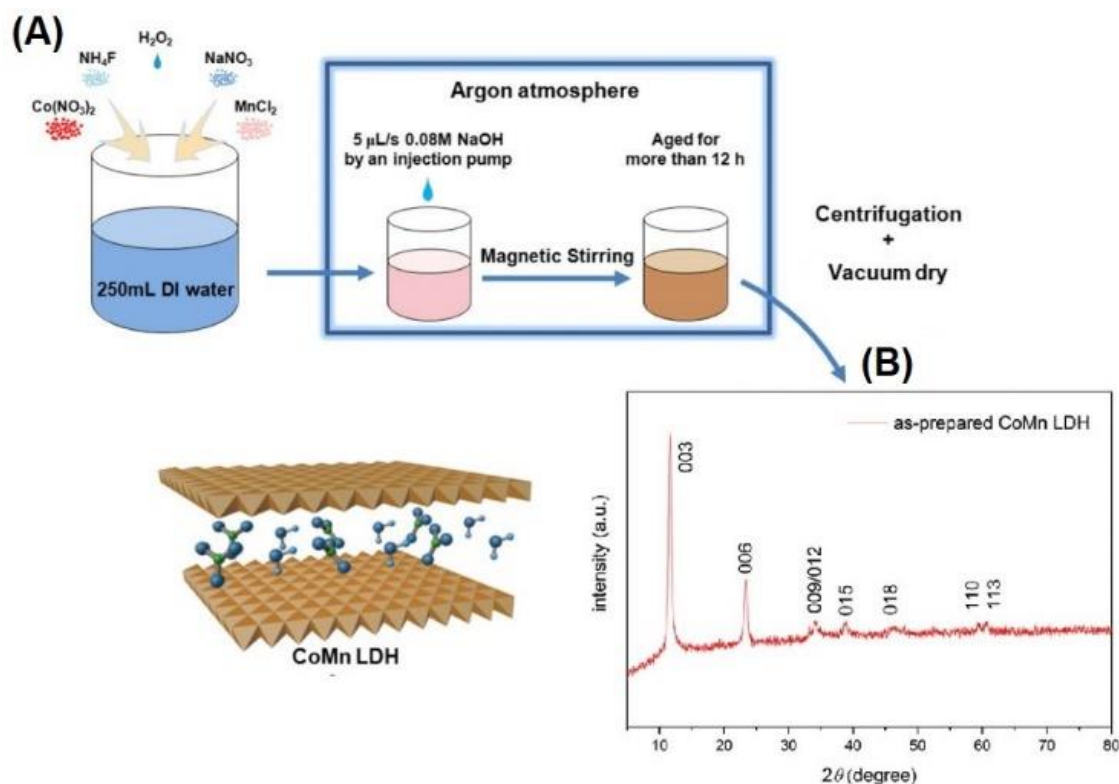 (A)
H₂O₂
NH₄F
NaNO₃
Co(NO₃)₂
MnCl₂
250mL DI water
Argon atmosphere
5 μL/s 0.08M NaOH
by an injection pump
Aged for
more than 12 h
Magnetic Stirring
Centrifugation
+
Vacuum dry
CoMn LDH
(B)
as-prepared CoMn LDH
003
006
009/012
015
018
110
113
intensity (a.u.)
10 20 30 40 50 60 70 80
2θ (degree)